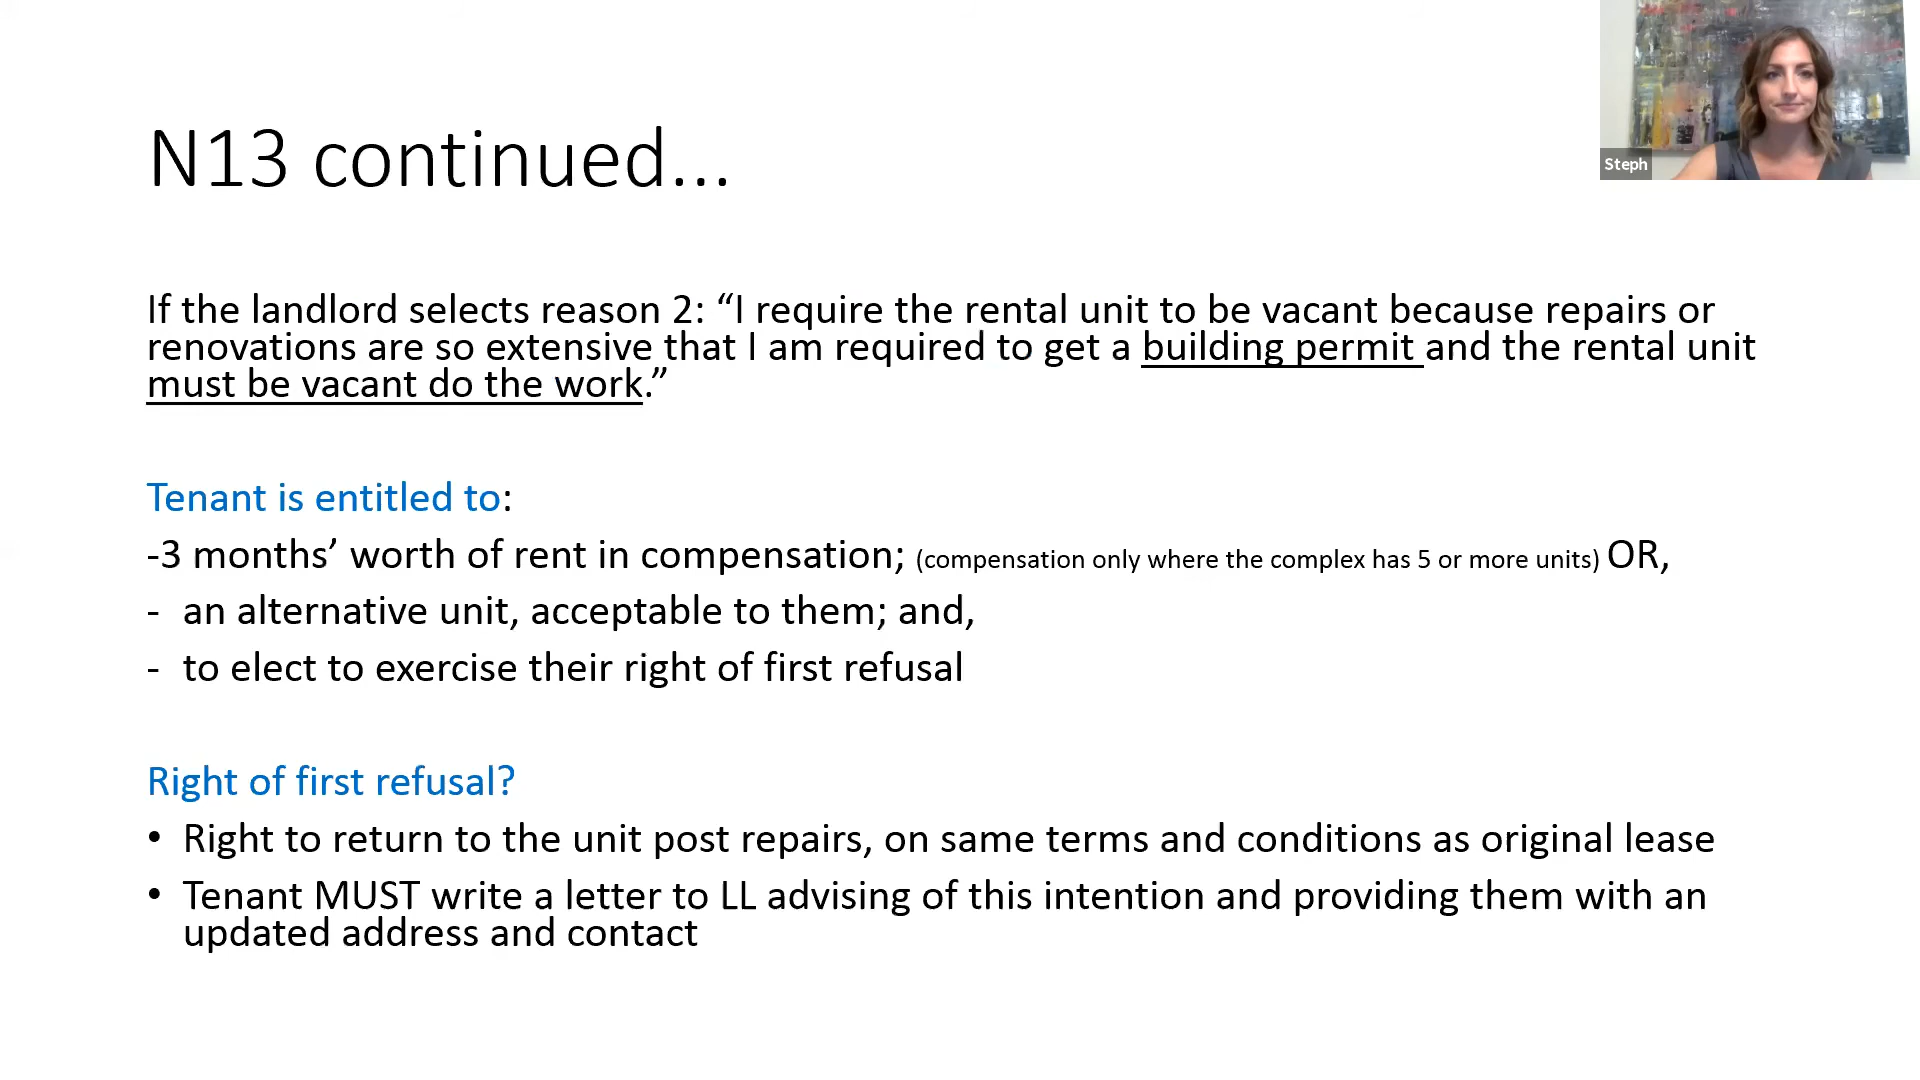 Steph
N13 continued...
If the landlord selects reason 2: “I require the rental unit to be vacant because repairs or
renovations are so extensive that I am required to get a building permit and the rental unit
must be vacant do the work.”
Tenant is entitled to:
-3 months’ worth of rent in compensation; (compensation only where the complex has 5 or more units) OR,
- an alternative unit, acceptable to them; and,
- to elect to exercise their right of first refusal
Right of first refusal?
• Right to return to the unit post repairs, on same terms and conditions as original lease
• Tenant MUST write a letter to LL advising of this intention and providing them with an
updated address and contact